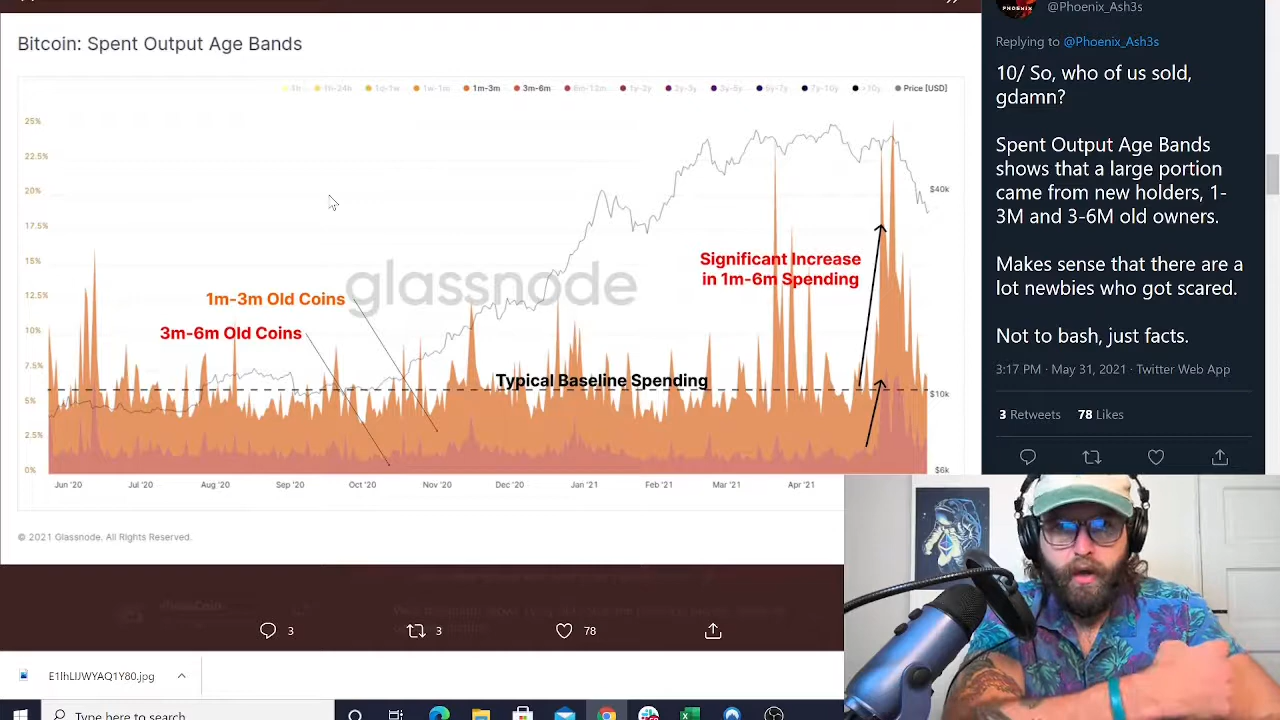 Bitcoin: Spent Output Age Bands
1m-3m
3m-6m
Price [USD]
25%
22.5%
20%
17.5%
15%
12.5%
10%
7.5%
5%
2.5%
0%
$40k
$10k
$6k
glassnode
Significant Increase
in 1m-6m Spending
1m-3m Old Coins
3m-6m Old Coins
Typical Baseline Spending
Jun '20
Jul '20
Aug '20
Sep '20
Oct '20
Nov '20
Dec '20
Jan '21
Feb '21
Mar '21
Apr '21
© 2021 Glassnode. All Rights Reserved.
3
3
78
E1IhLlJWYAQ1Y80.jpg
Type here to search
PHOENIX
@Phoenix_Ash3s
Replying to @Phoenix_Ash3s
10/ So, who of us sold,
gdamn?
Spent Output Age Bands
shows that a large portion
came from new holders, 1-
3M and 3-6M old owners.
Makes sense that there are a
lot newbies who got scared.
Not to bash, just facts.
3:17 PM · May 31, 2021 · Twitter Web App
3 Retweets 78 Likes